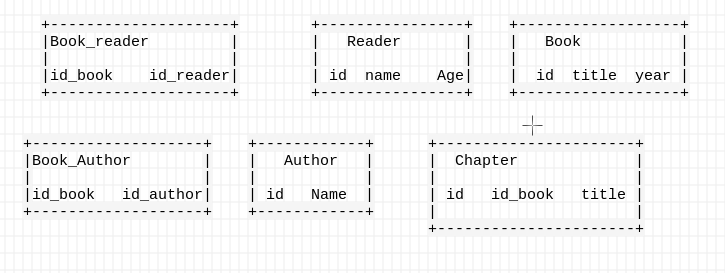 Book_reader
id_book id_reader
Reader
id name Age
Book
id title year
Book_Author
id_book id_author
Author
id Name
Chapter
id id_book title